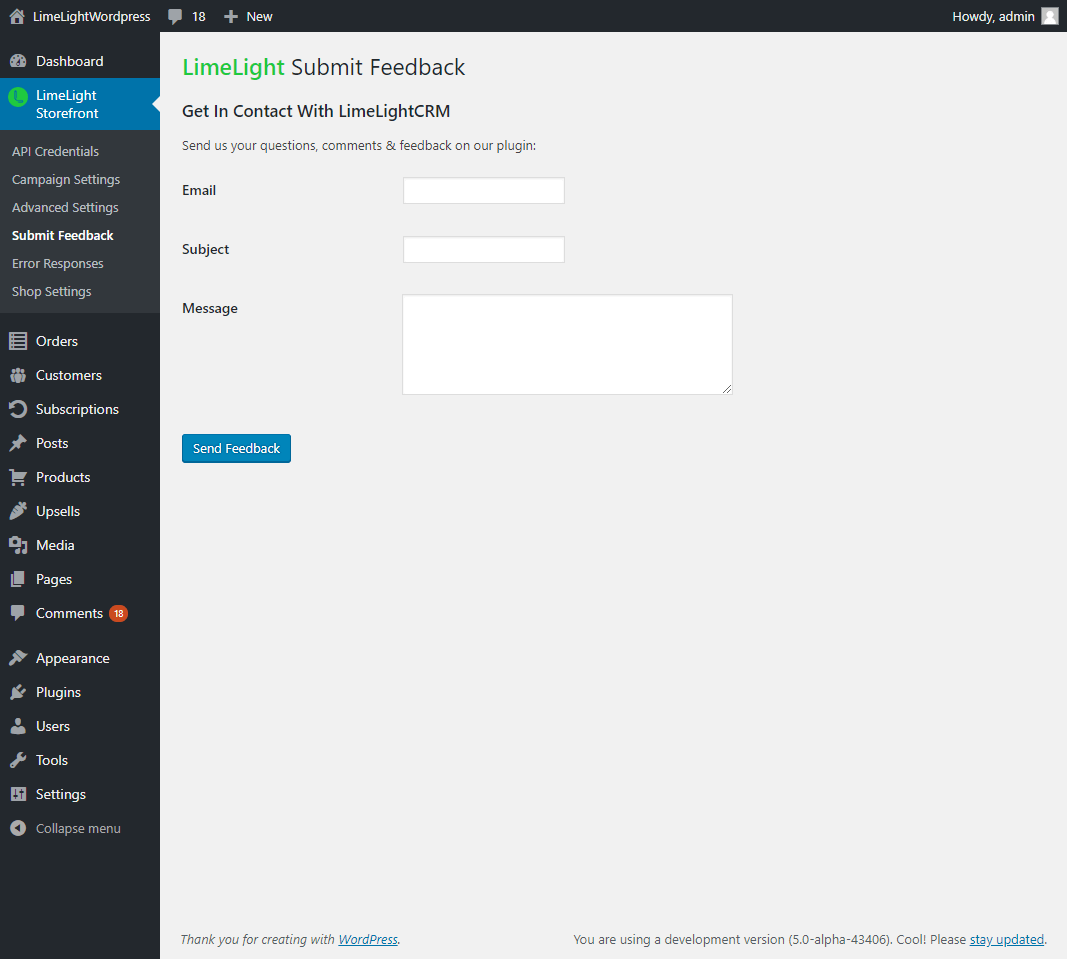 LimeLightWordpress 18 New Howdy, admin
Dashboard
LimeLight
Storefront
API Credentials
Campaign Settings
Advanced Settings
Submit Feedback
Error Responses
Shop Settings
Orders
Customers
Subscriptions
Posts
Products
Upsells
Media
Pages
Comments 18
Appearance
Plugins
Users
Tools
Settings
Collapse menu
LimeLight Submit Feedback
Get In Contact With LimeLightCRM
Send us your questions, comments & feedback on our plugin:
Email
Subject
Message
Send Feedback
Thank you for creating with WordPress.
You are using a development version (5.0-alpha-43406). Cool! Please stay updated.